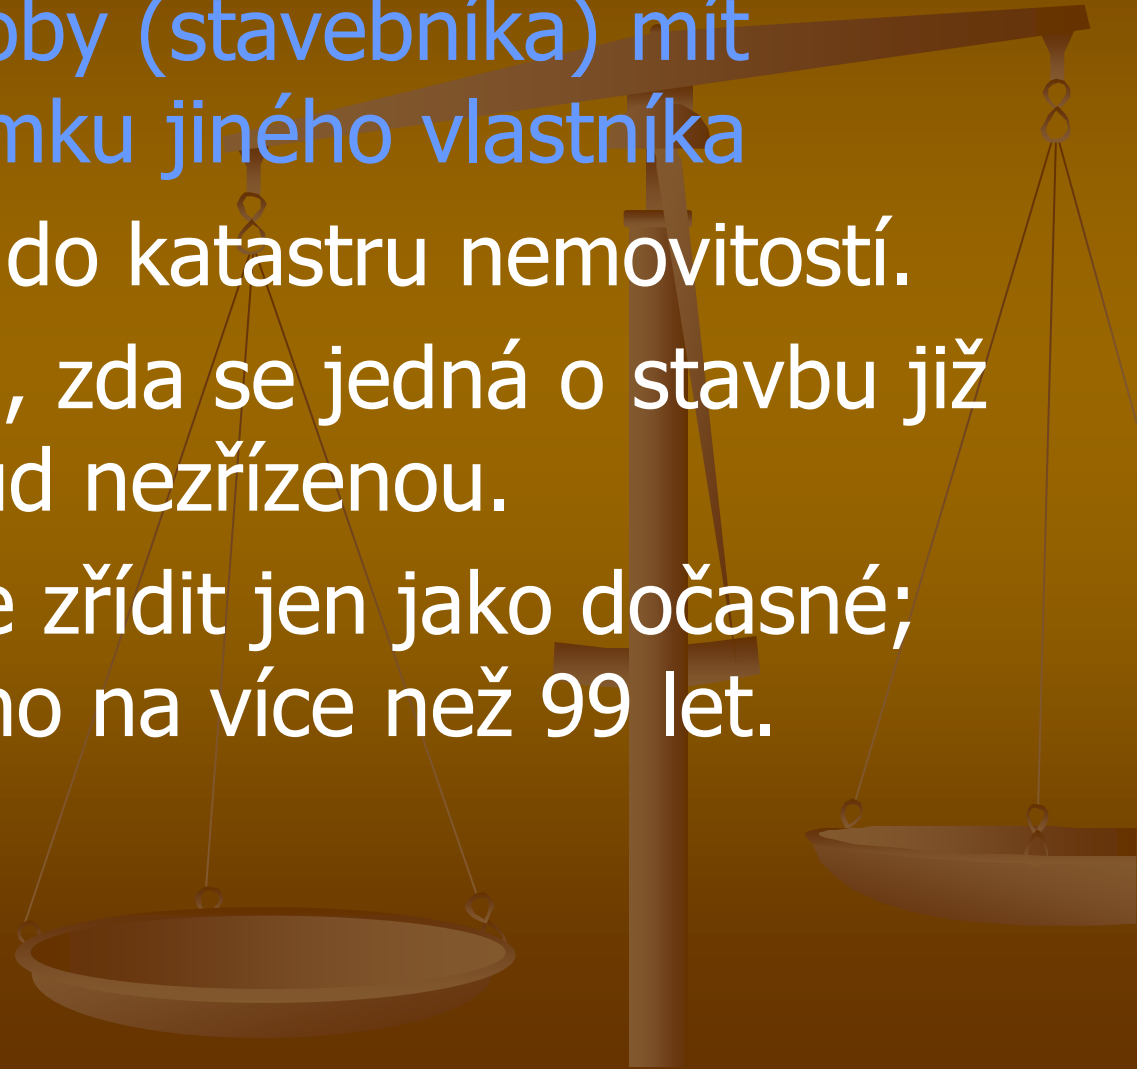 oby (stavebníka) mít
mku jiného vlastníka
do katastru nemovitostí.
, zda se jedná o stavbu již
ud nezřízenou.
e zřídit jen jako dočasné;
no na více než 99 let.